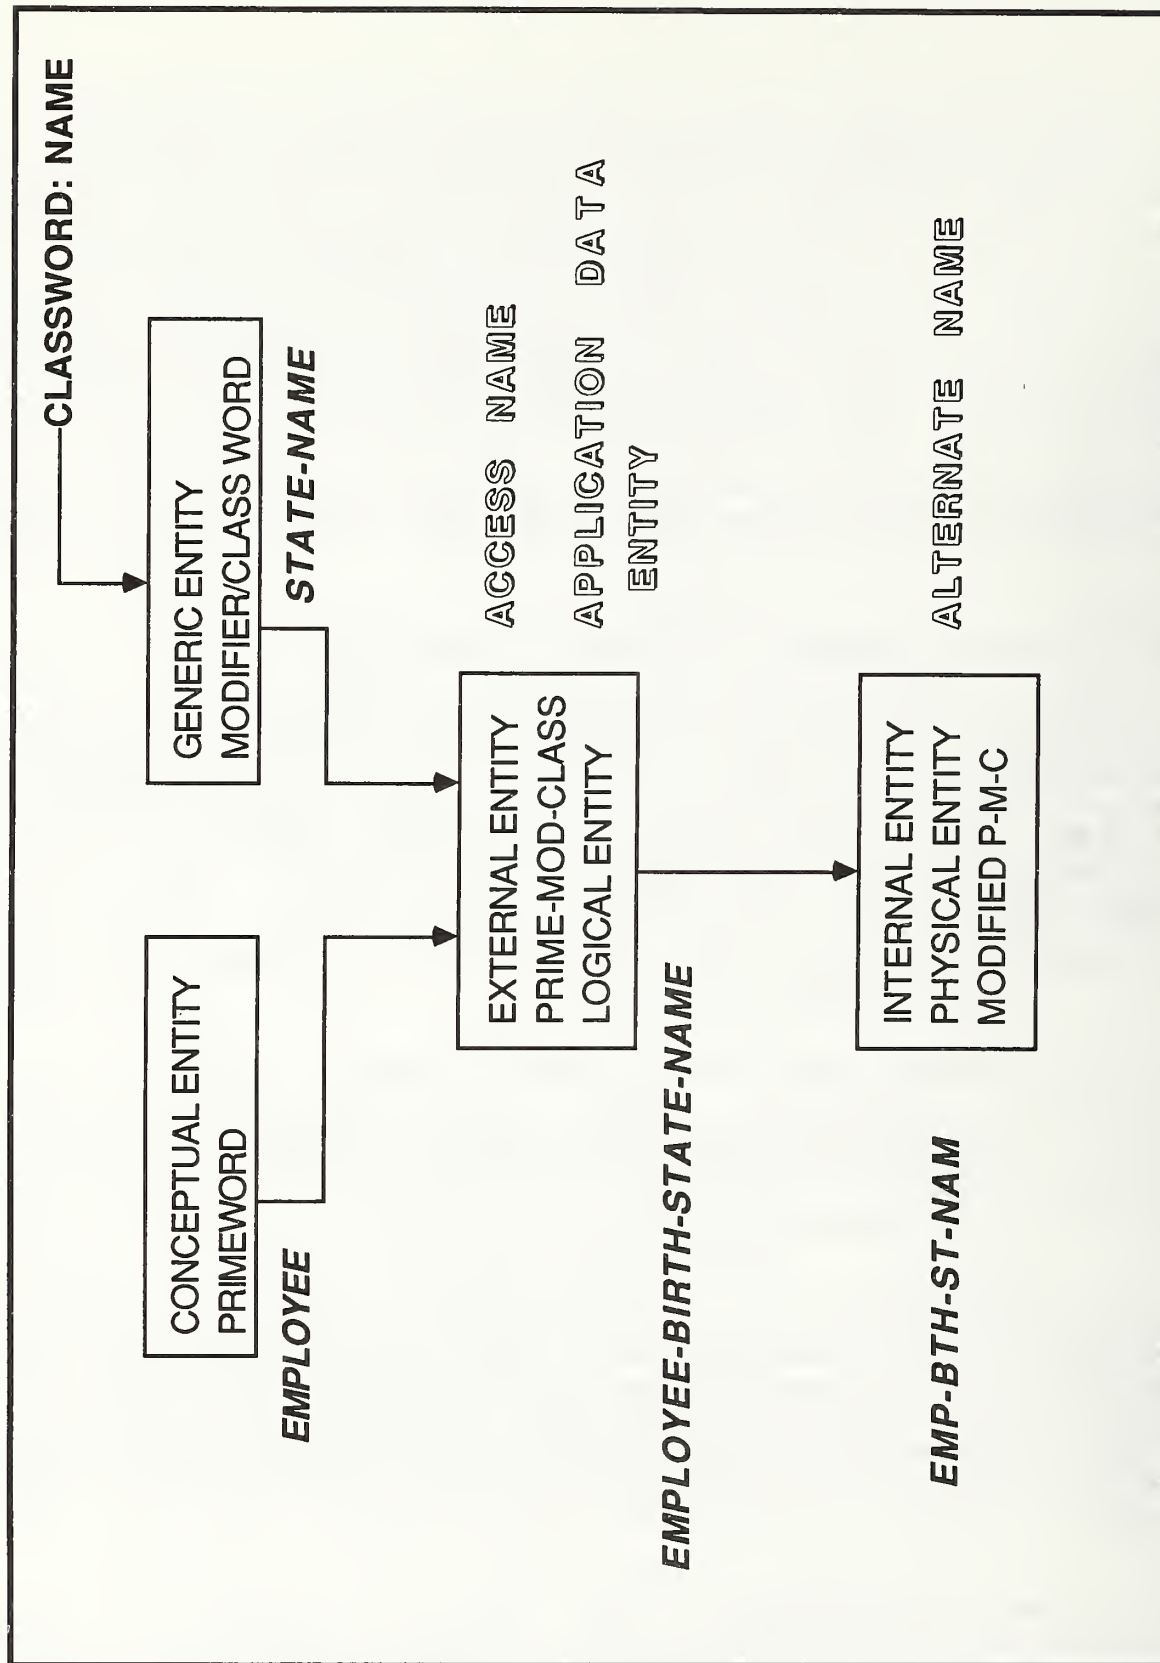 CLASSWORD: NAME
CONCEPTUAL ENTITY
PRIMEWORD
GENERIC ENTITY
MODIFIER/CLASS WORD
EMPLOYEE
STATE-NAME
EXTERNAL ENTITY
PRIME-MOD-CLASS
LOGICAL ENTITY
ACCESS NAME
APPLICATION DATA
ENTITY
EMPLOYEE-BIRTH-STATE-NAME
INTERNAL ENTITY
PHYSICAL ENTITY
MODIFIED P-M-C
EMP-BTH-ST-NAM
ALTERNATE NAME